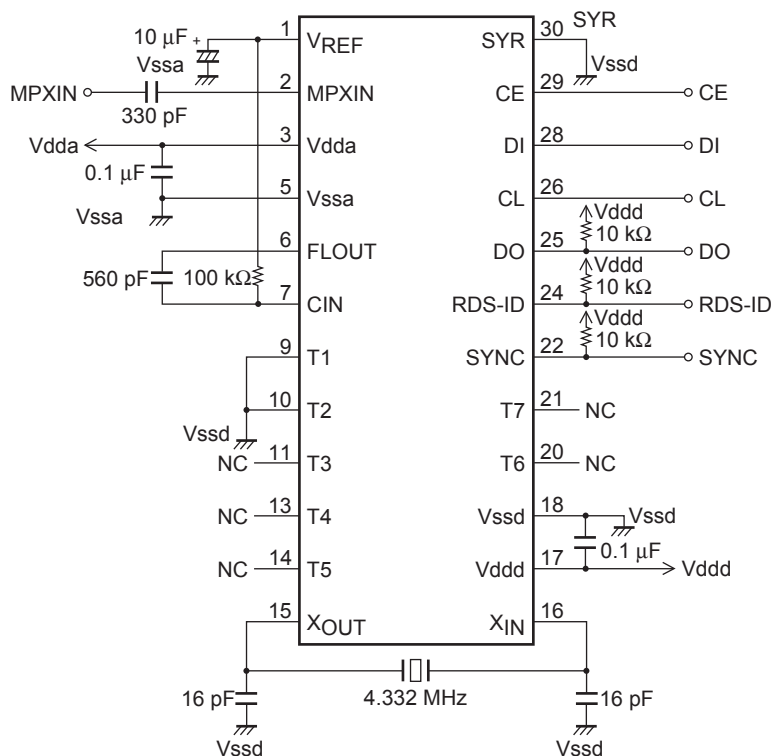 10 μF + 1 VREF SYR 30 SYR
Vssa Vssd
MPXIN 2 MPXIN CE 29 CE
330 pF
Vdda 3 Vdda DI 28 DI
0.1 μF
5 Vssa CL 26 CL
Vssa Vddd
10 kΩ
6 FLOUT DO 25 DO
560 pF 100 kΩ Vddd
10 kΩ
7 CIN RDS-ID 24 RDS-ID
Vddd
10 kΩ
9 T1 SYNC 22 SYNC
10 T2 T7 21 NC
Vssd
NC 11 T3 T6 20 NC
NC 13 T4 Vssd 18 Vssd
0.1 μF
NC 14 T5 Vddd 17 Vddd
15 XOUT XIN 16
16 pF 4.332 MHz 16 pF
Vssd Vssd